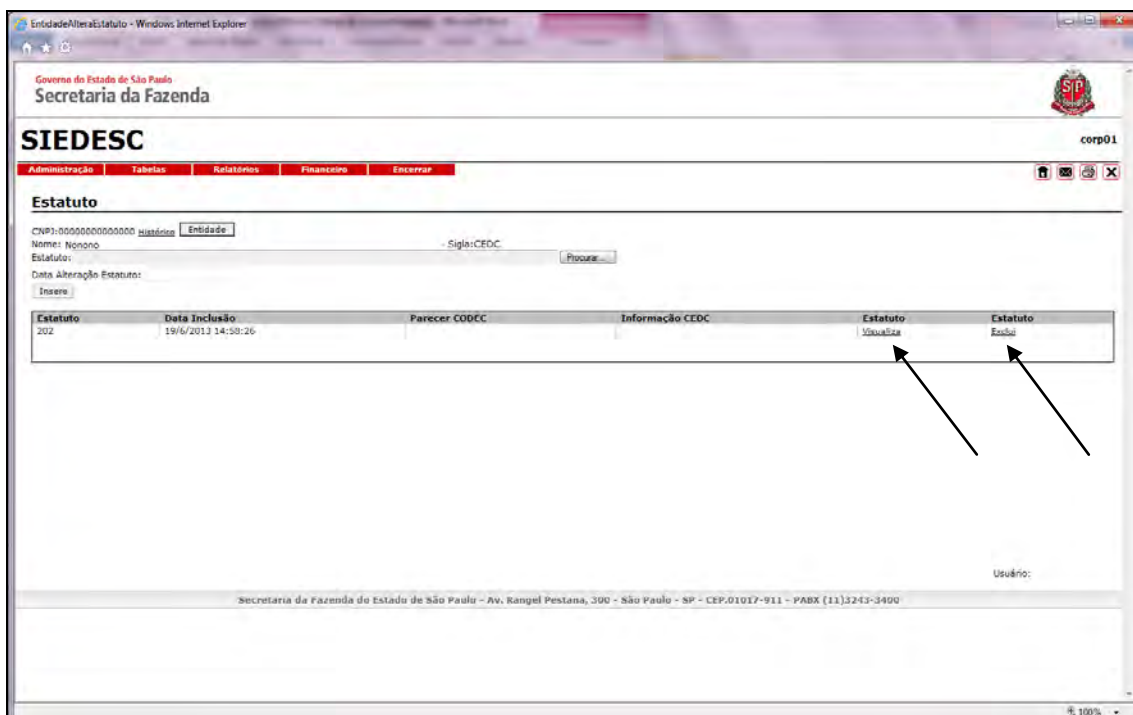 EntidadeAlteraEstatuto - Windows Internet Explorer
Governo do Estado de São Paulo
Secretaria da Fazenda
SP
SIEDESC
corp01
Administração Tabelas Relatórios Financeiro Encerrar
Estatuto
CNPJ:00000000000000 Histórico Entidade
Nome: Nonono - Sigla:CEDC
Estatuto: Procurar...
Data Alteração Estatuto:
Insere
Estatuto Data Inclusão Parecer CODEC Informação CEDC Estatuto Estatuto
202 19/6/2013 14:58:26 Visualiza Exclui
Usuário:
Secretaria da Fazenda do Estado de São Paulo - Av. Rangel Pestana, 300 - São Paulo - SP - CEP.01017-911 - PABX (11)3243-3400
100%